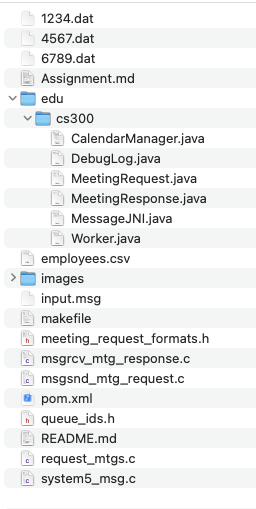 1234.dat
4567.dat
6789.dat
Assignment.md
edu
cs300
CalendarManager.java
DebugLog.java
MeetingRequest.java
MeetingResponse.java
MessageJNI.java
Worker.java
employees.csv
images
input.msg
makefile
meeting_request_formats.h
msgrcv_mtg_response.c
msgsnd_mtg_request.c
pom.xml
queue_ids.h
README.md
request_mtgs.c
system5_msg.c